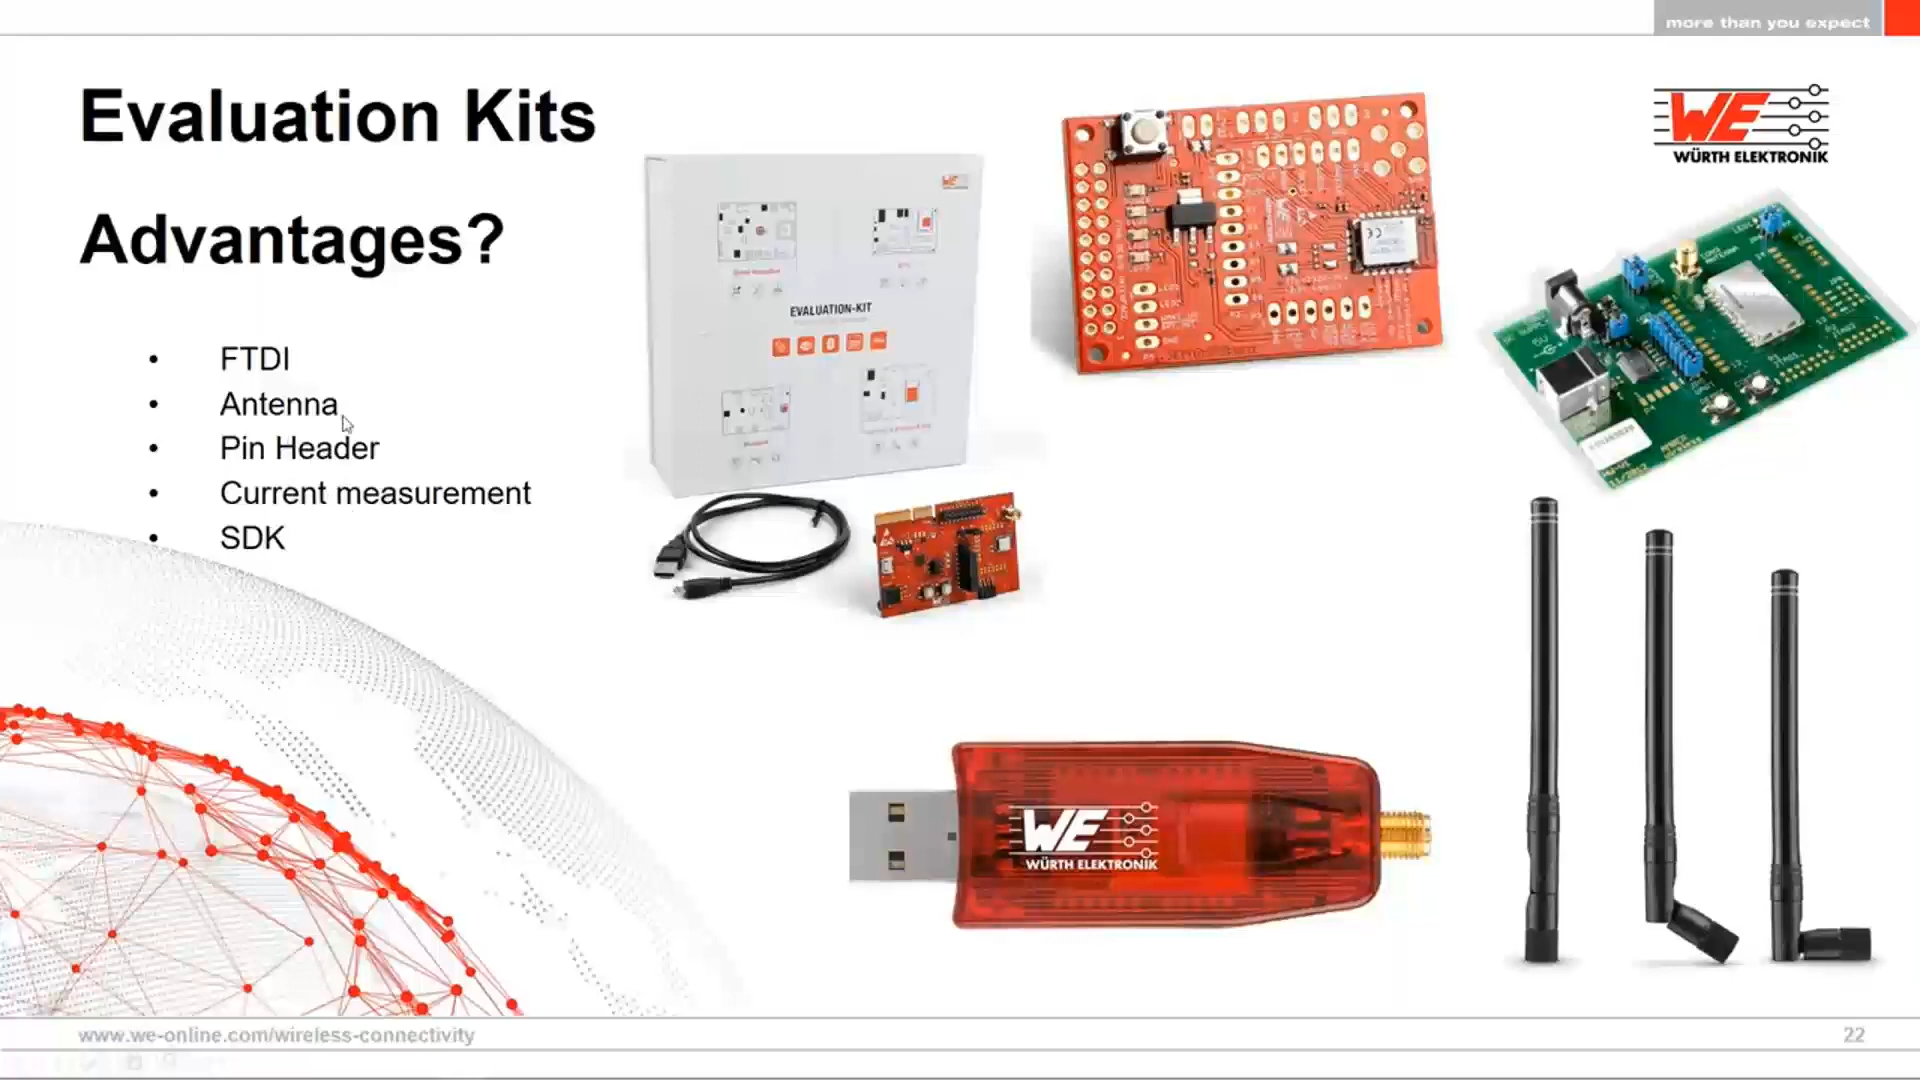 more than you expect
Evaluation Kits
Advantages?
WE
WÜRTH ELEKTRONIK
• FTDI
• Antenna
• Pin Header
• Current measurement
• SDK
WE
EVALUATION-KIT
WE
WÜRTH ELEKTRONIK
www.we-online.com/wireless-connectivity
22